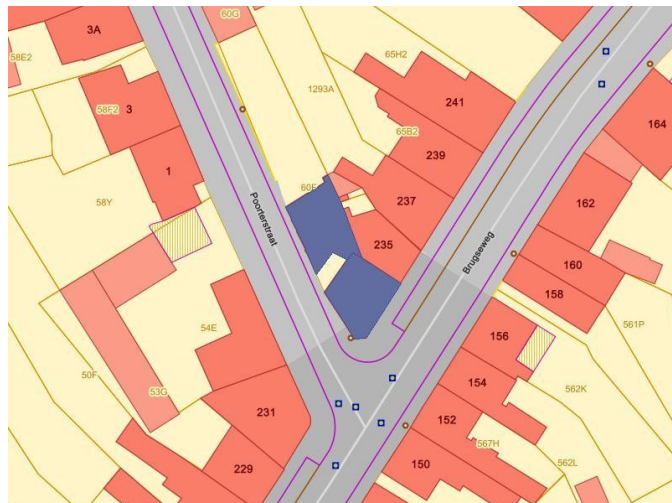 60G
3A
58E2
65H2
1293A
241
164
58F2
3
65B2
239
1
60E
237
162
58Y
Poorterstraat
235
Brugseweg
160
158
54E
156
561P
50F
53G
154
562K
231
152
567H
229
150
562L